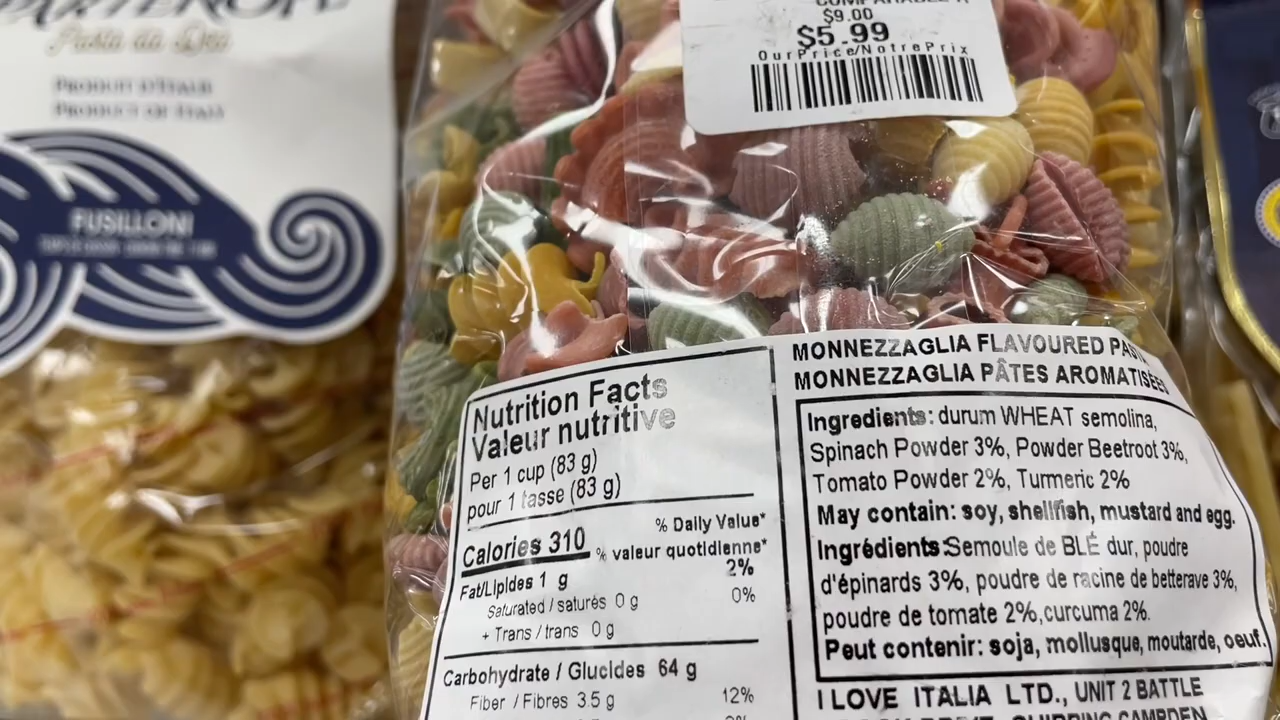 Pasta di Qui
PRODUIT D'ITALIE
PRODUCT OF ITALY
FUSILLONI
$9.00
$5.99
OurPrice/NotrePrix
Nutrition Facts
Valeur nutritive
Per 1 cup (83 g)
pour 1 tasse (83 g)
% Daily Value*
Calories 310
% valeur quotidienne*
Fat/Lipides 1 g 2%
Saturated / saturés 0 g 0%
+ Trans / trans 0 g
Carbohydrate / Glucides 64 g
Fiber / Fibres 3.5 g 12%
MONNEZZAGLIA FLAVOURED
MONNEZZAGLIA PÂTES AROMATISÉES
Ingredients: durum WHEAT semolina,
Spinach Powder 3%, Powder Beetroot 3%,
Tomato Powder 2%, Turmeric 2%
May contain: soy, shellfish, mustard and egg.
Ingrédients:Semoule de BLÉ dur, poudre
d'épinards 3%, poudre de racine de betterave 3%,
poudre de tomate 2%,curcuma 2%.
Peut contenir: soja, mollusque, moutarde, oeuf.
I LOVE ITALIA LTD., UNIT 2 BATTLE